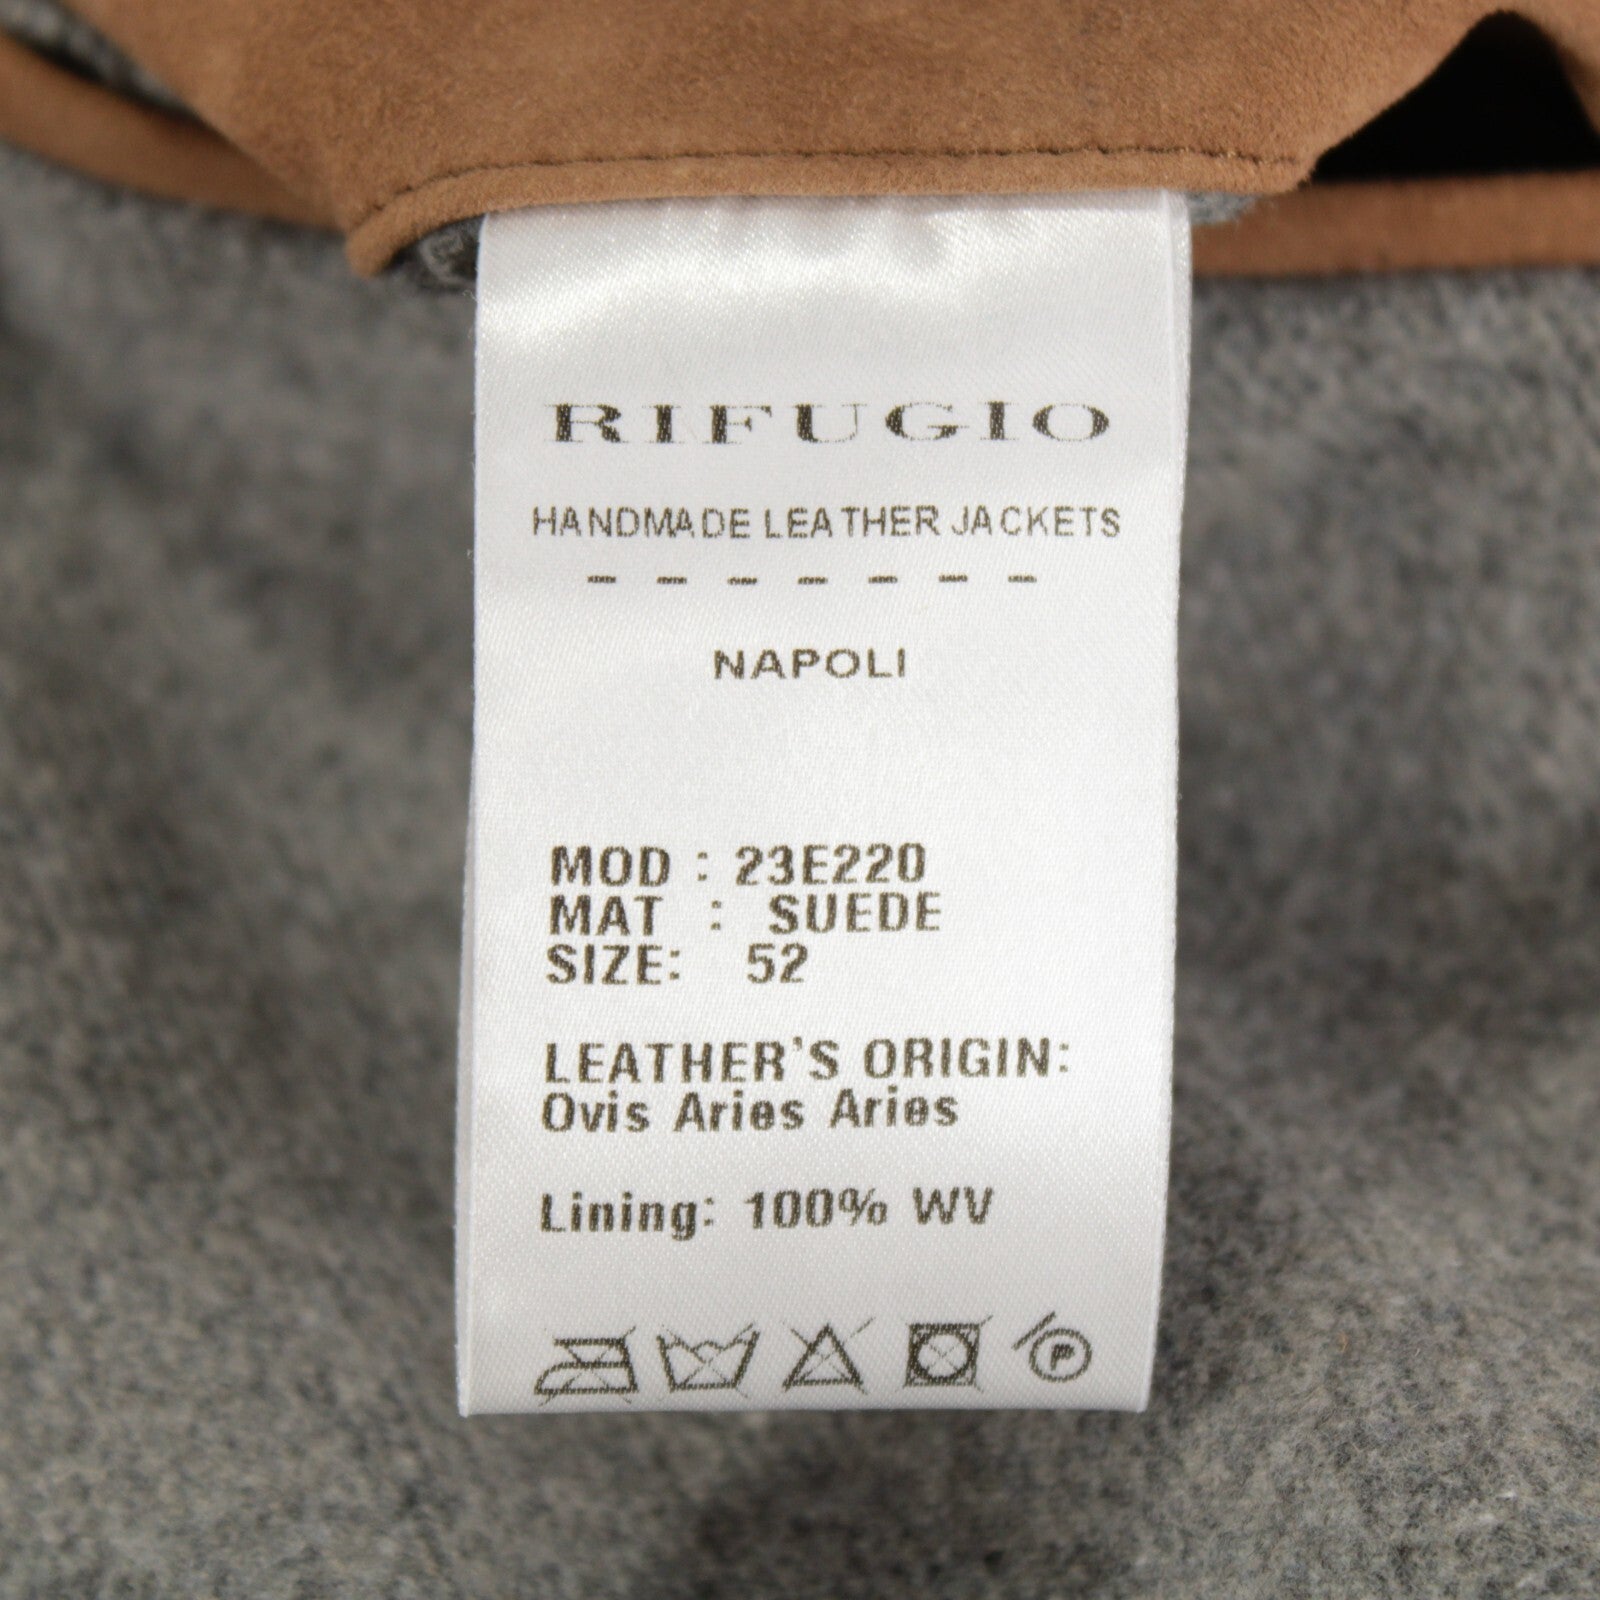 RIFUGIO
HANDMADE LEATHER JACKETS
- - - - - - -
NAPOLI
MOD : 23E220
MAT : SUEDE
SIZE: 52
LEATHER'S ORIGIN:
Ovis Aries Aries
Lining: 100% WV
P